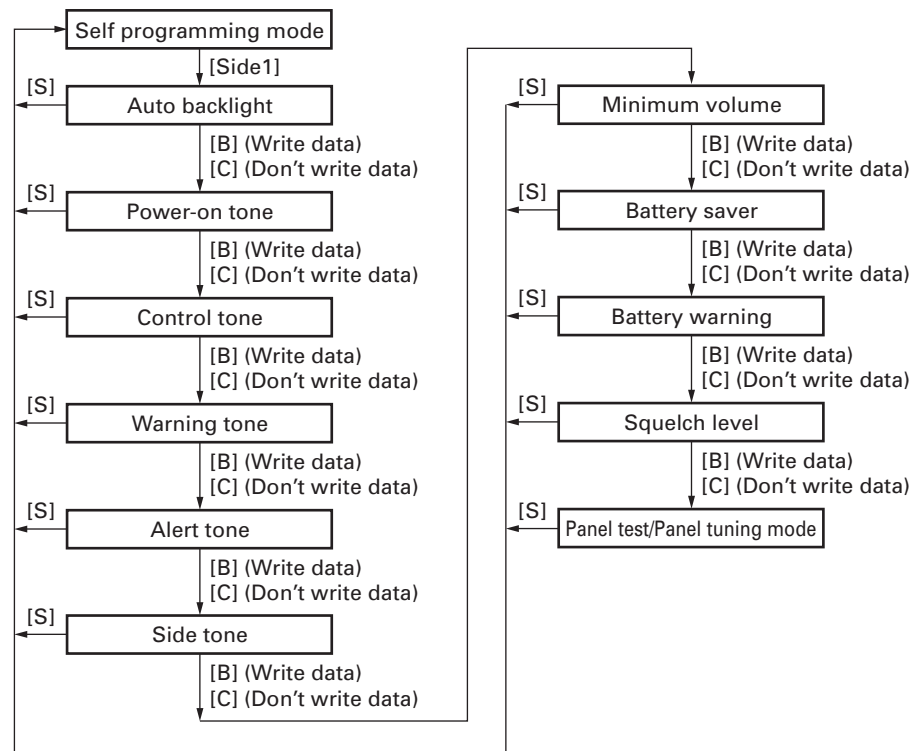 Self programming mode
[Side1]
[S]
Auto backlight
[B] (Write data)
[C] (Don't write data)
[S]
Power-on tone
[B] (Write data)
[C] (Don't write data)
[S]
Control tone
[B] (Write data)
[C] (Don't write data)
[S]
Warning tone
[B] (Write data)
[C] (Don't write data)
[S]
Alert tone
[B] (Write data)
[C] (Don't write data)
[S]
Side tone
[B] (Write data)
[C] (Don't write data)
[S]
Minimum volume
[B] (Write data)
[C] (Don't write data)
[S]
Battery saver
[B] (Write data)
[C] (Don't write data)
[S]
Battery warning
[B] (Write data)
[C] (Don't write data)
[S]
Squelch level
[B] (Write data)
[C] (Don't write data)
[S]
Panel test/Panel tuning mode